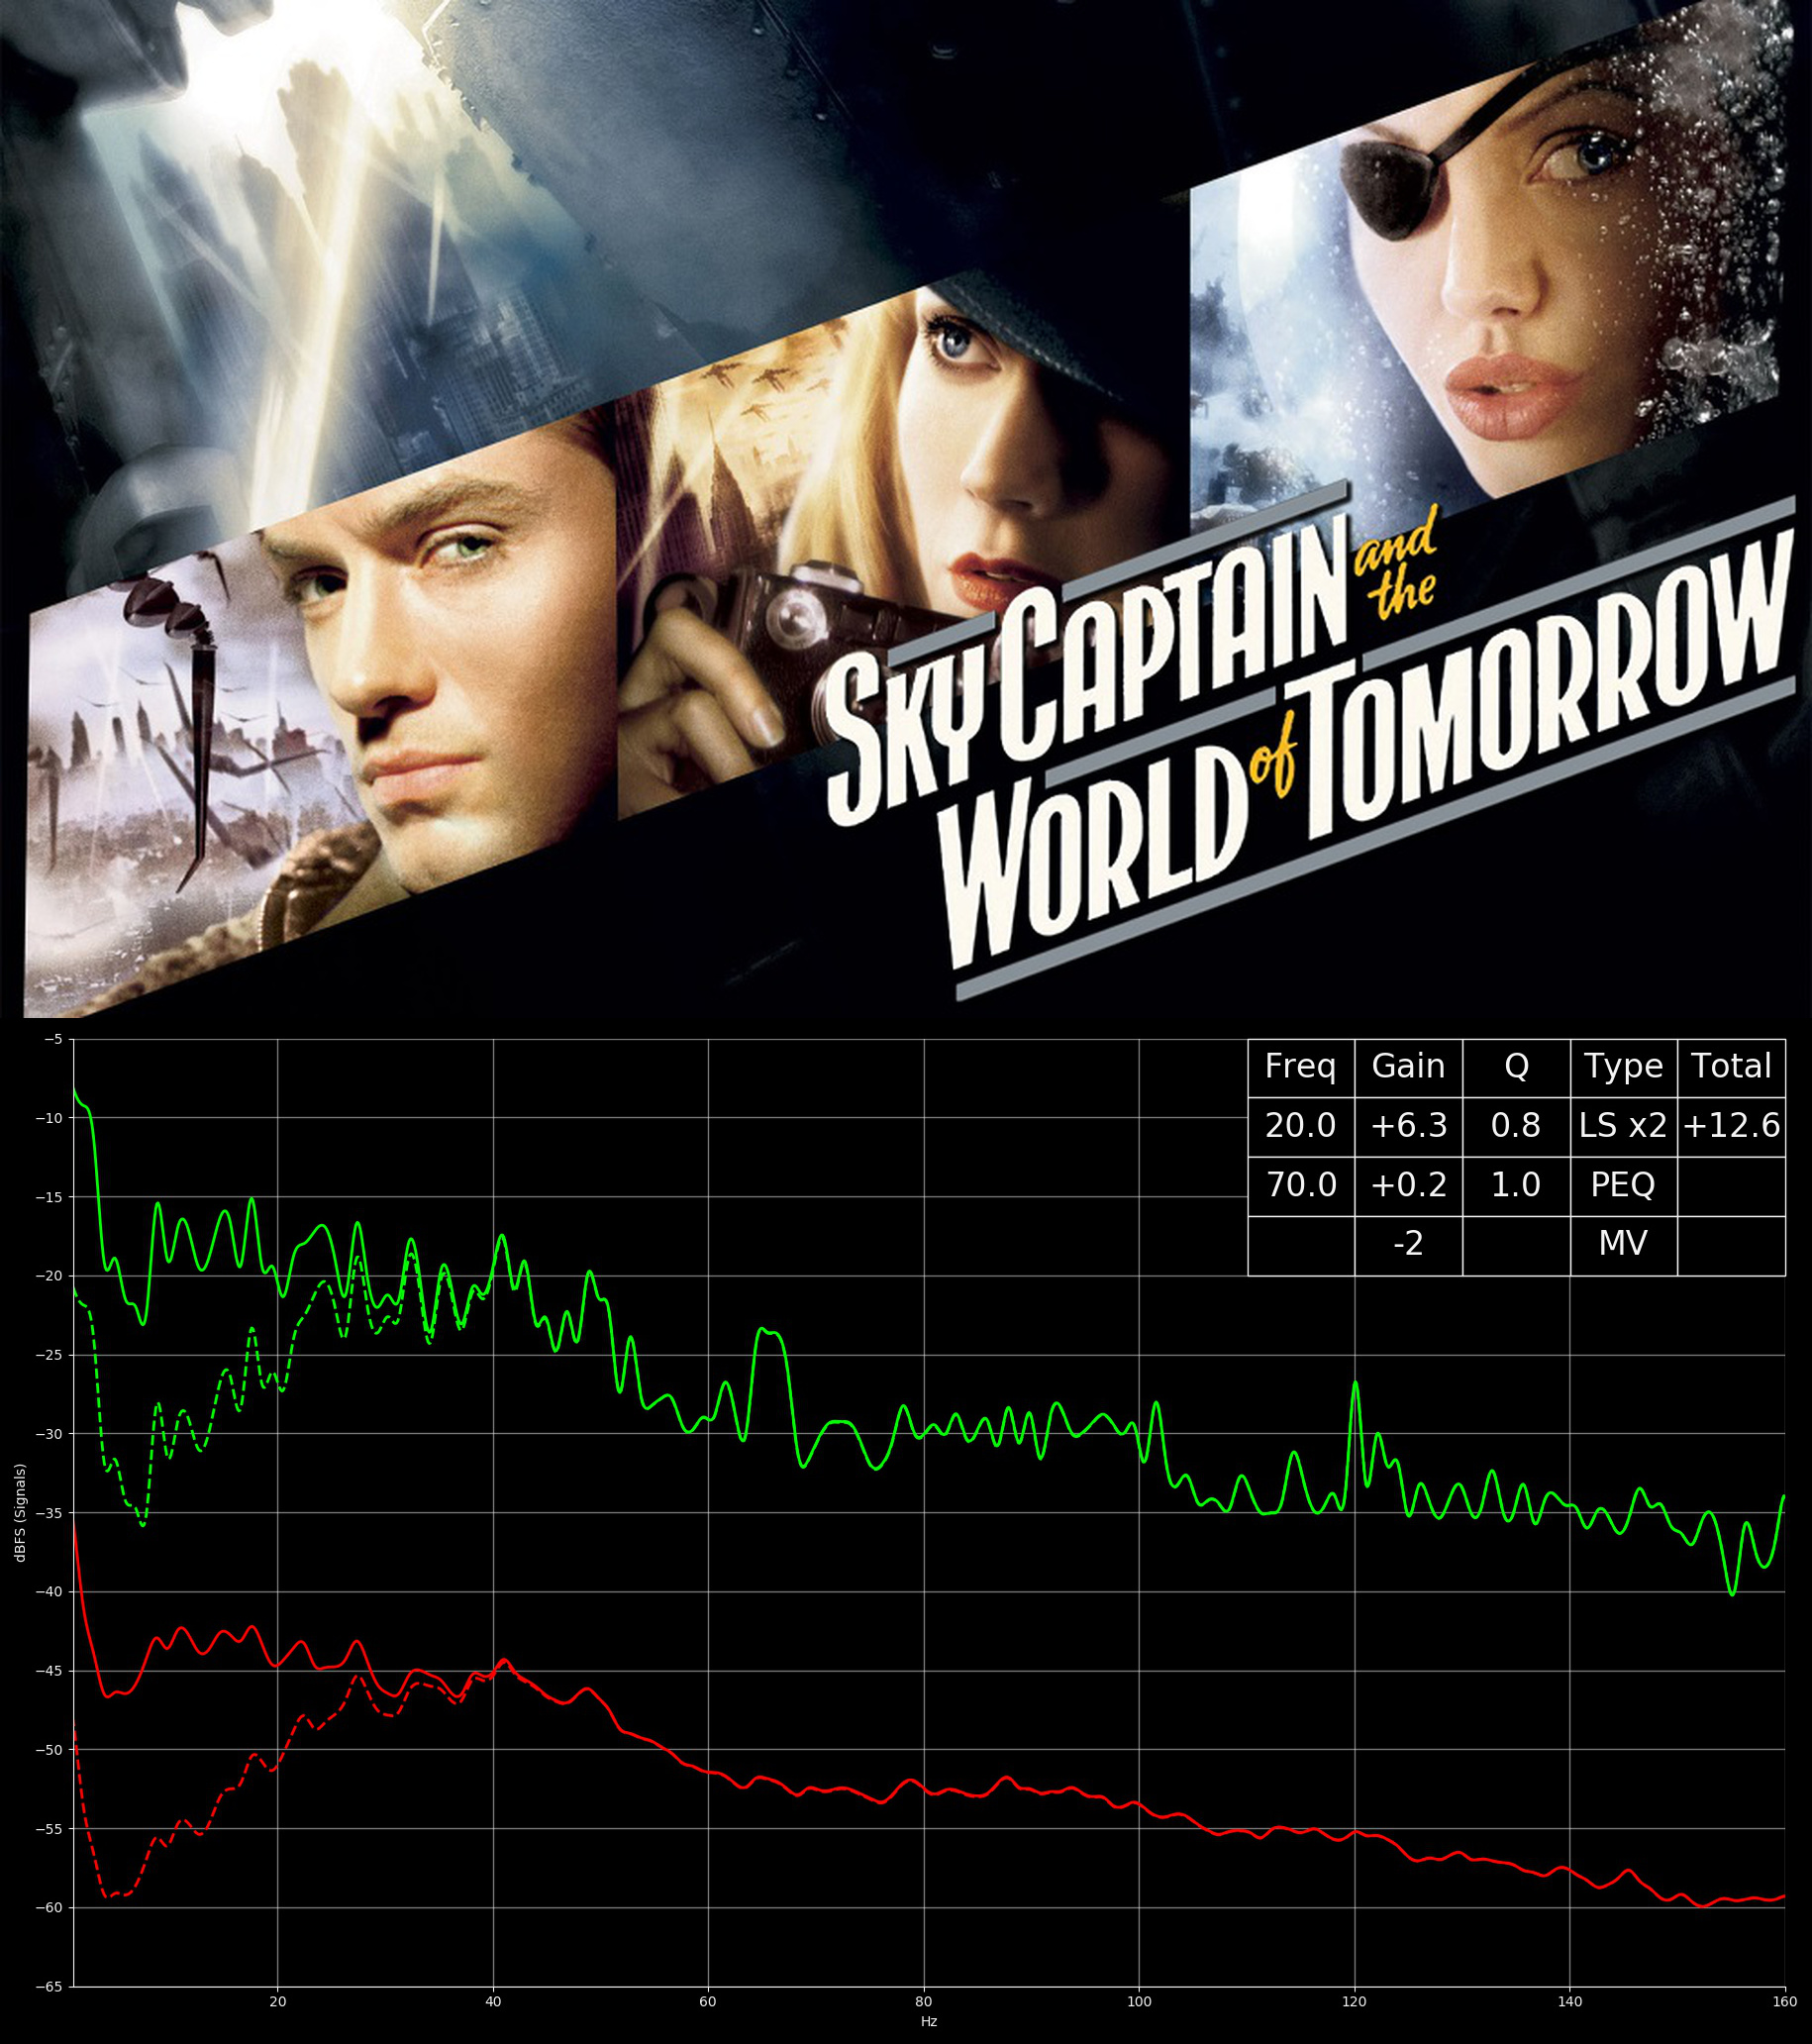 SKY CAPTAIN and the
WORLD of TOMORROW
Freq Gain Q Type Total
20.0 +6.3 0.8 LS x2 +12.6
70.0 +0.2 1.0 PEQ
-2 MV
−5
−10
−15
−20
−25
−30
−35
−40
−45
−50
−55
−60
−65
dBFS (Signals)
20 40 60 80 100 120 140 160
Hz